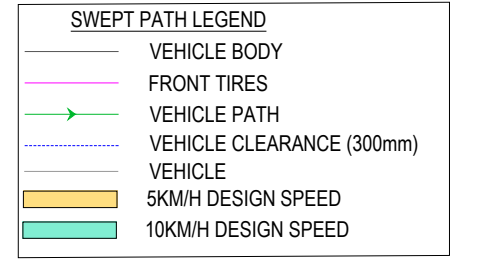 SWEPT PATH LEGEND
VEHICLE BODY
FRONT TIRES
VEHICLE PATH
VEHICLE CLEARANCE (300mm)
VEHICLE
5KM/H DESIGN SPEED
10KM/H DESIGN SPEED